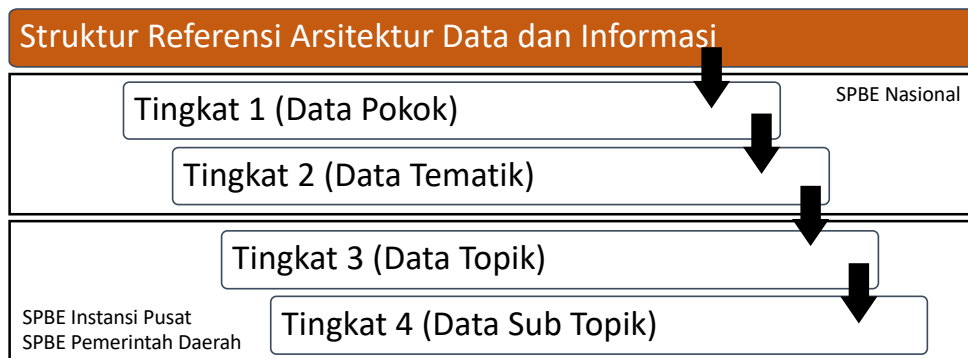 Struktur Referensi Arsitektur Data dan Informasi
SPBE Nasional
Tingkat 1 (Data Pokok)
Tingkat 2 (Data Tematik)
Tingkat 3 (Data Topik)
Tingkat 4 (Data Sub Topik)
SPBE Instansi Pusat
SPBE Pemerintah Daerah